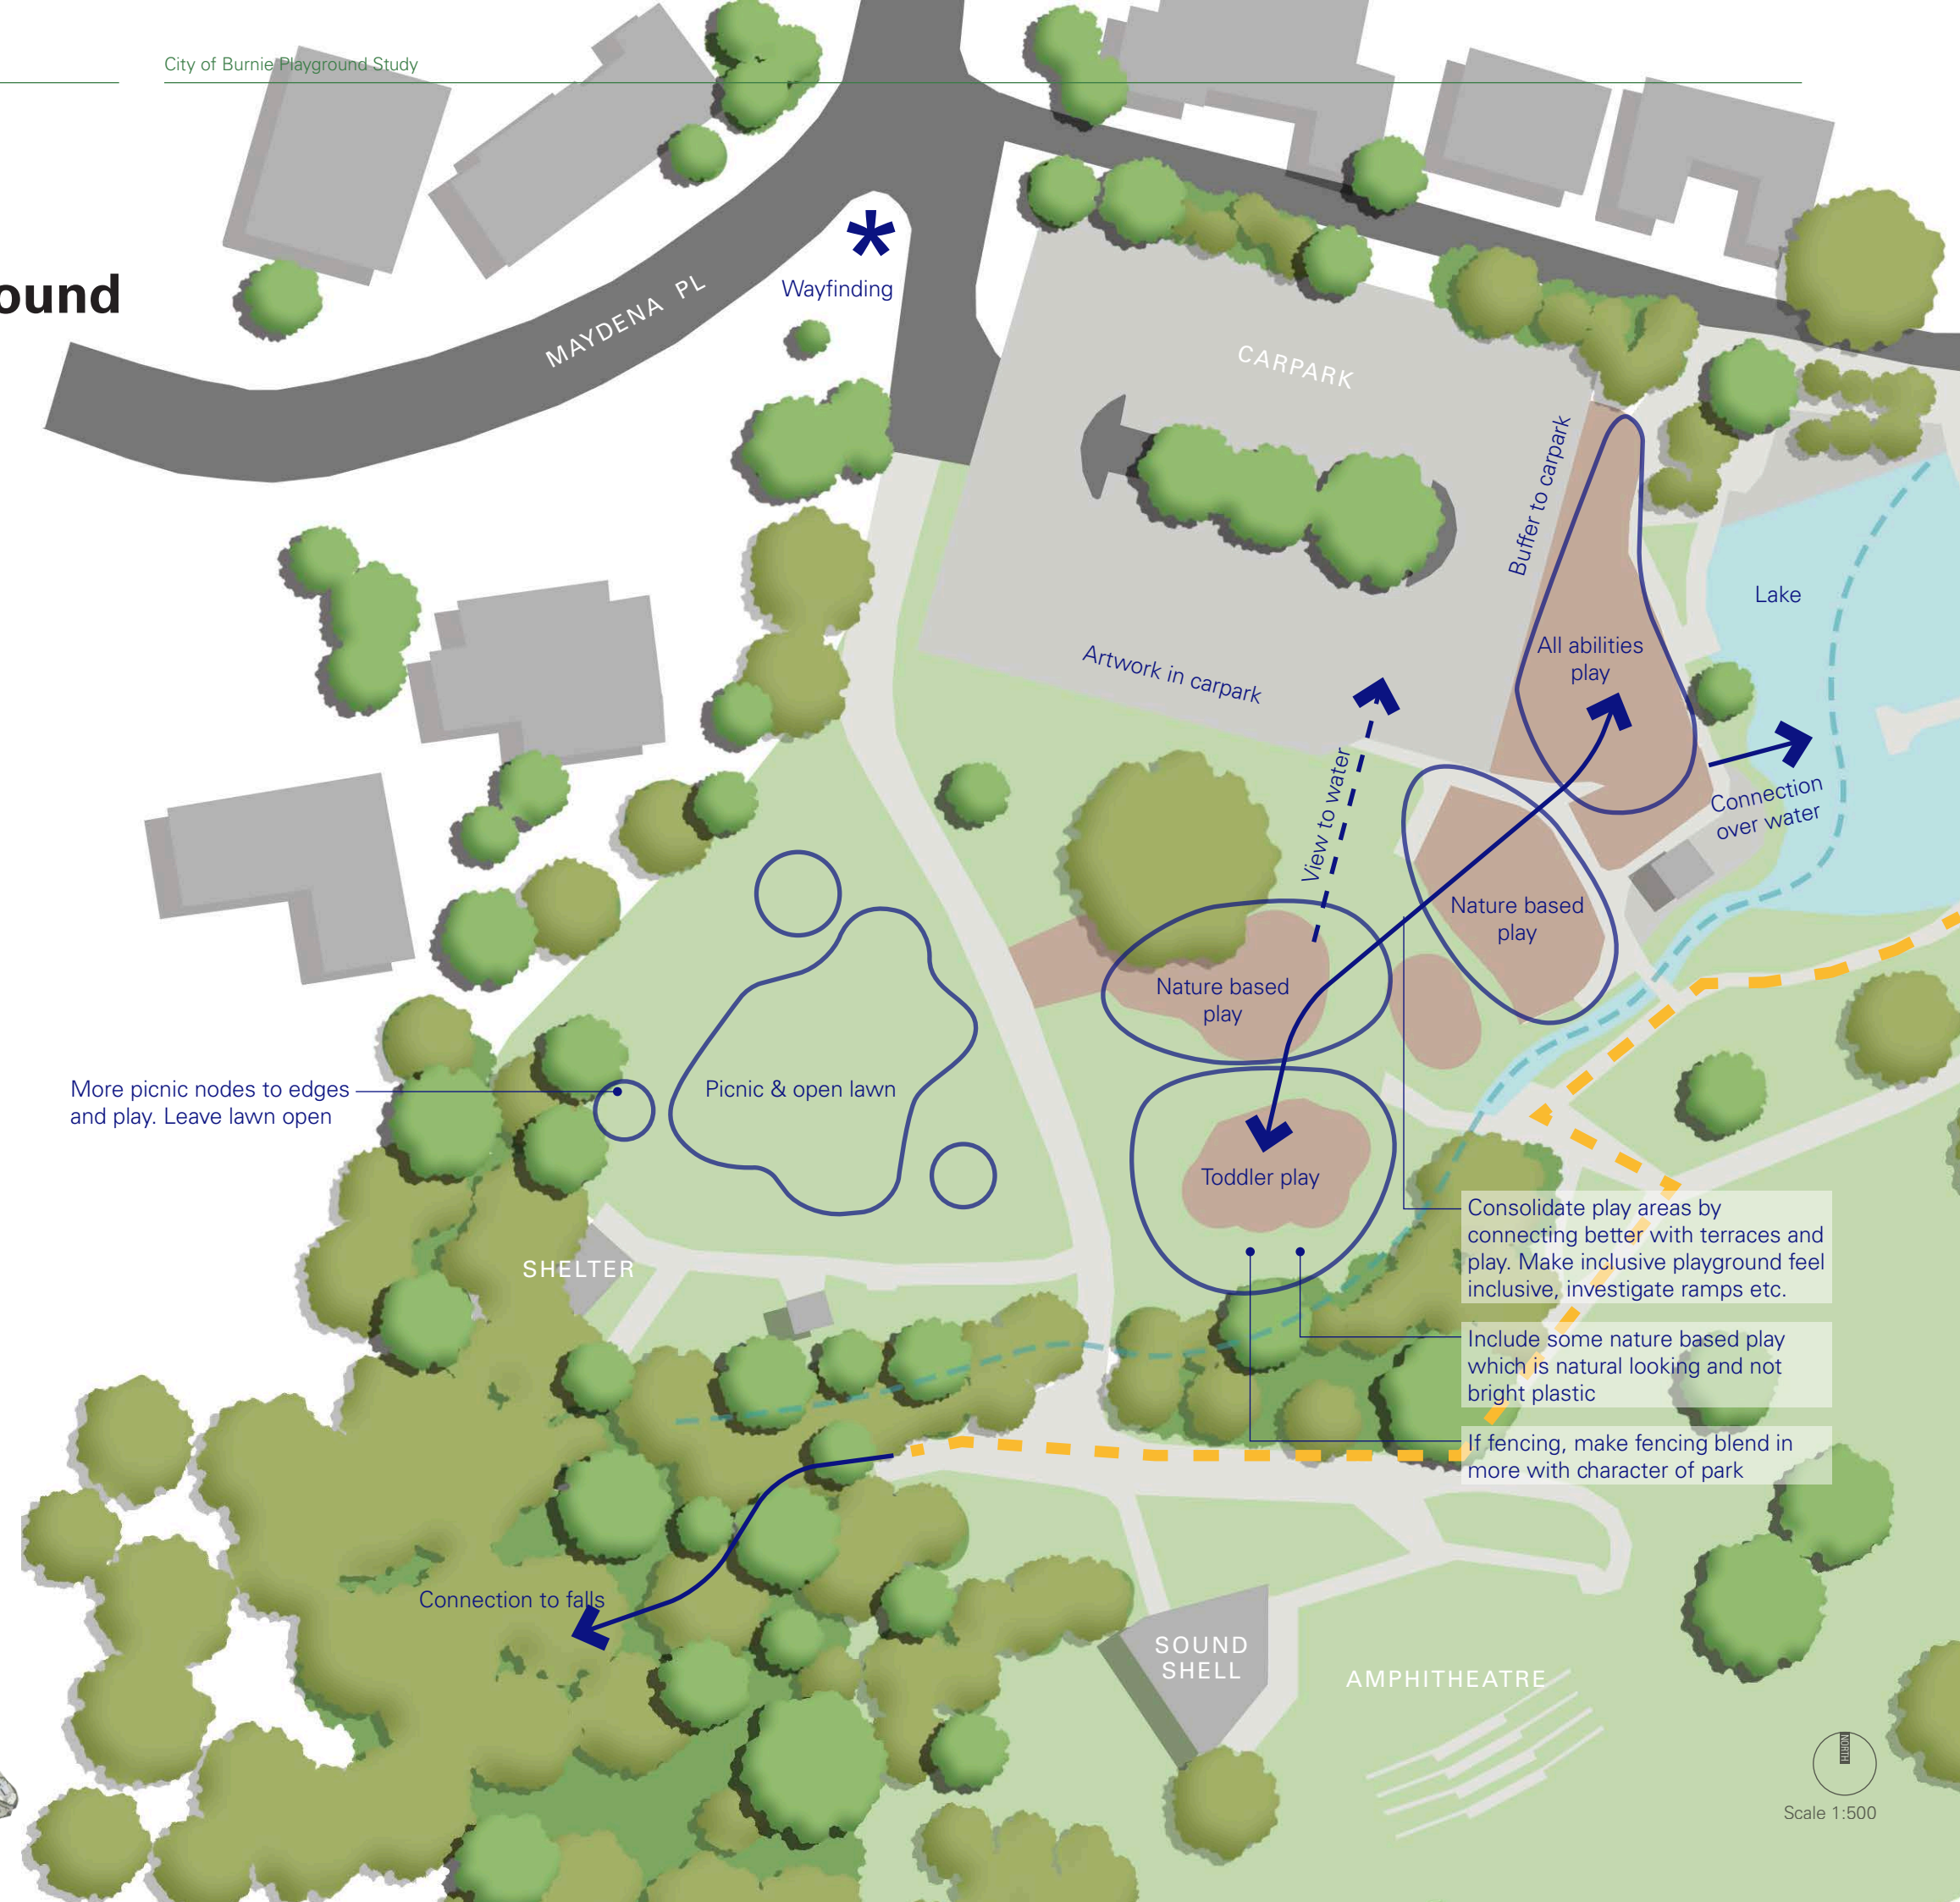 City of Burnie Playground Study
ound
Wayfinding
MAYDENA PL
CARPARK
Buffer to carpark
Lake
All abilities
play
Artwork in carpark
View to water
Connection
over water
Nature based
play
Nature based
play
More picnic nodes to edges
and play. Leave lawn open
Picnic & open lawn
Toddler play
Consolidate play areas by
connecting better with terraces and
play. Make inclusive playground feel
inclusive, investigate ramps etc.
SHELTER
Include some nature based play
which is natural looking and not
bright plastic
If fencing, make fencing blend in
more with character of park
Connection to falls
SOUND
SHELL
AMPHITHEATRE
NORTH
Scale 1:500